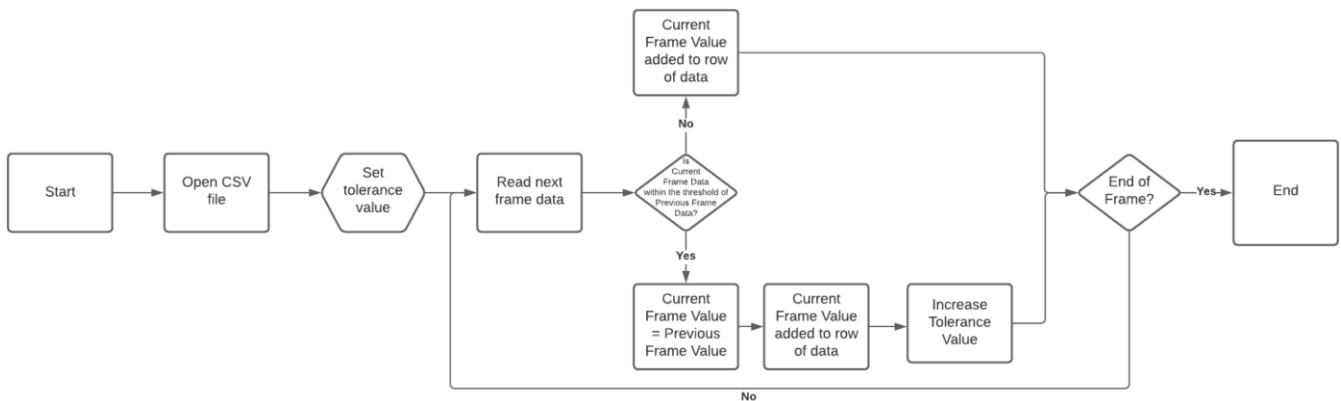 Start
Open CSV
file
Set
tolerance
value
Read next
frame data
Is
Current
Frame Data
within the threshold of
Previous Frame
Data?
No
Current
Frame Value
added to row
of data
Yes
Current
Frame Value
= Previous
Frame Value
Current
Frame Value
added to row
of data
Increase
Tolerance
Value
End of
Frame?
Yes
End
No